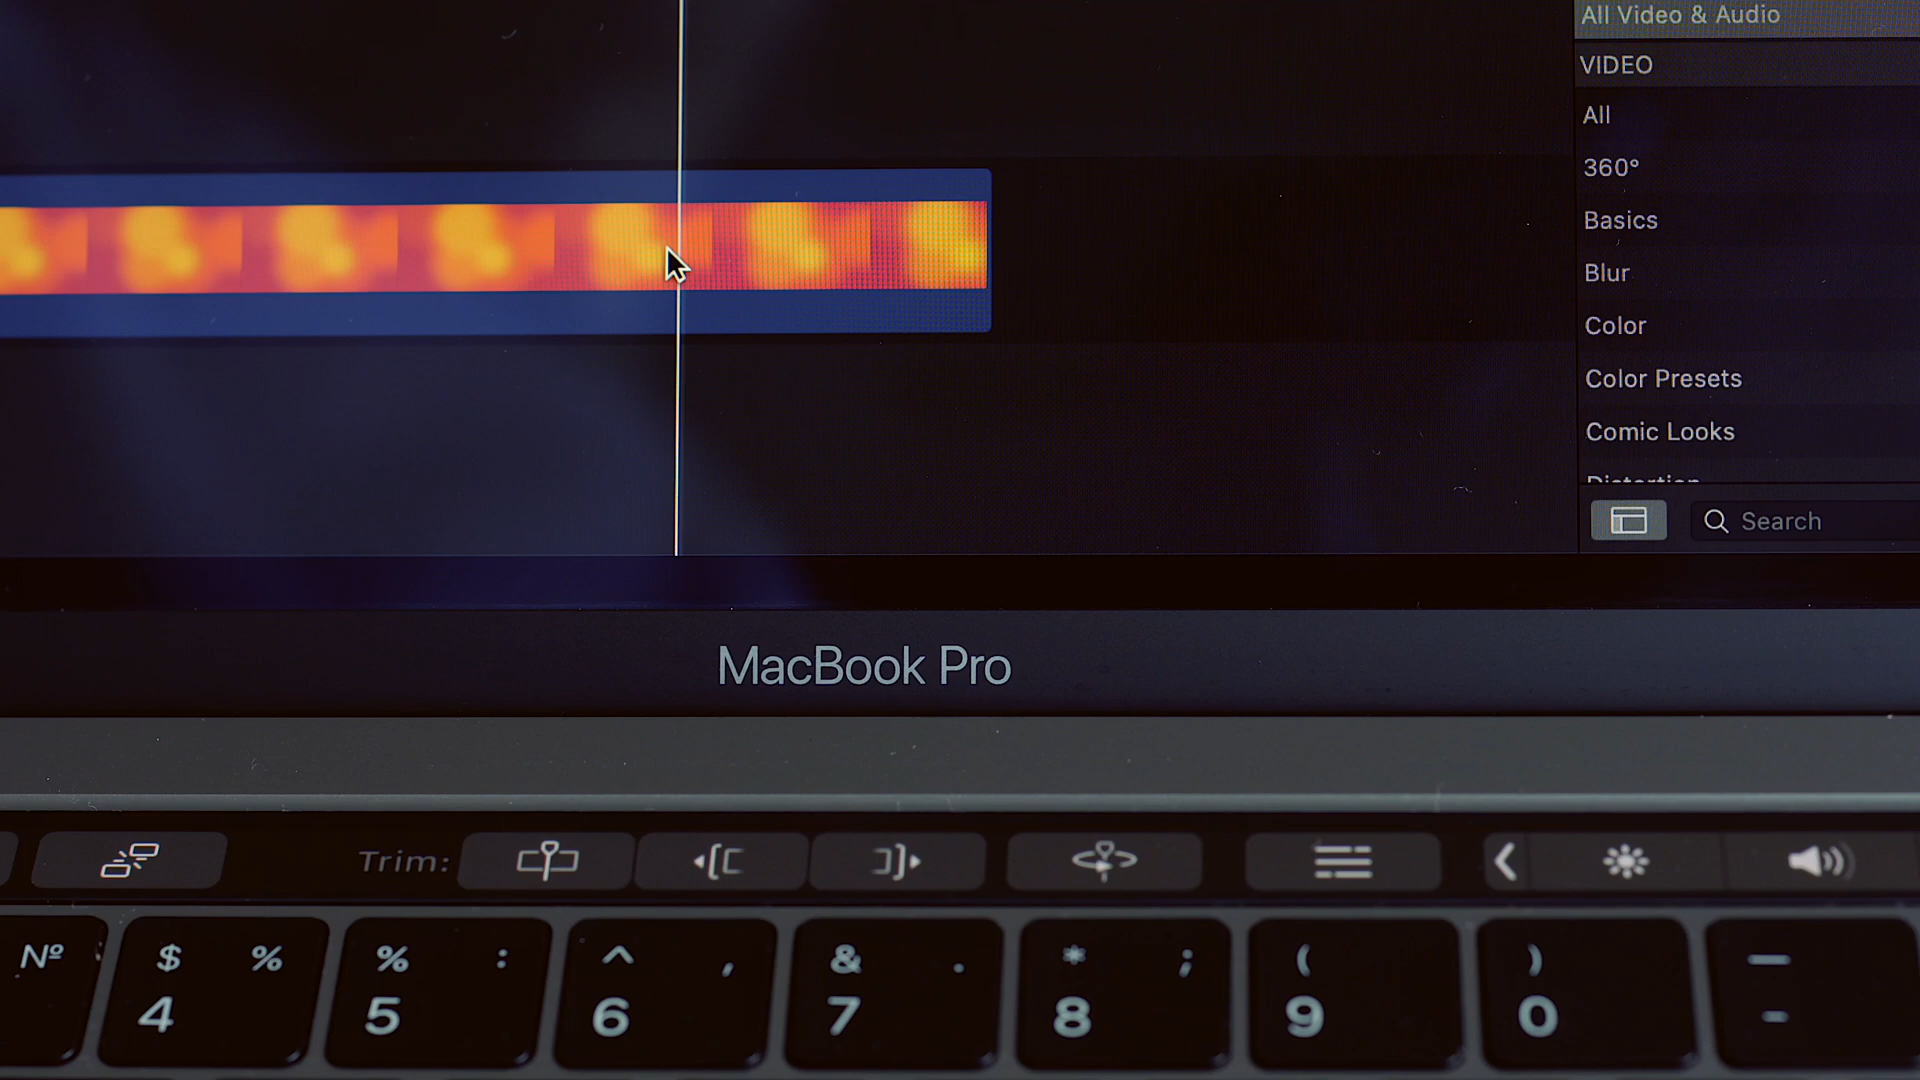 All Video & Audio
VIDEO
All
360°
Basics
Blur
Color
Color Presets
Comic Looks
Distortion
Search
MacBook Pro
Trim:
№ $ % % : ^ , & . * ; ( ) —
4 5 6 7 8 9 0 -